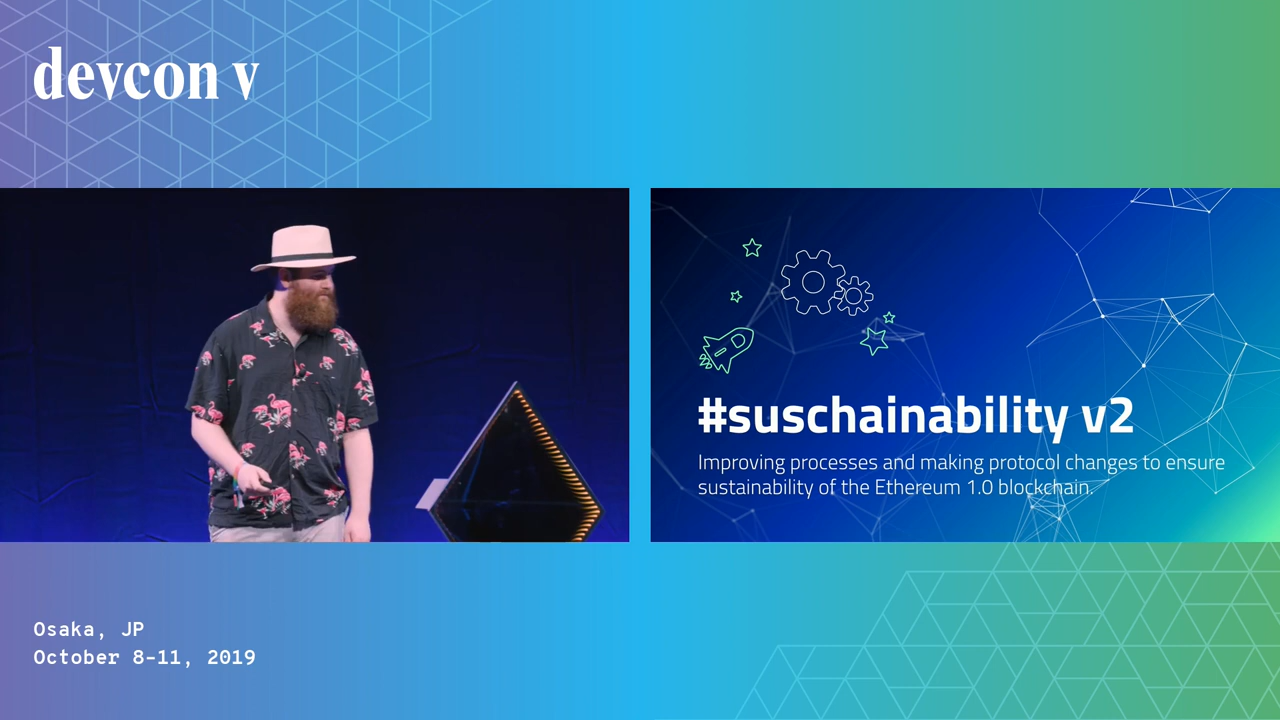 devcon v
#suschainability v2
Improving processes and making protocol changes to ensure
sustainability of the Ethereum 1.0 blockchain.
Osaka, JP
October 8-11, 2019